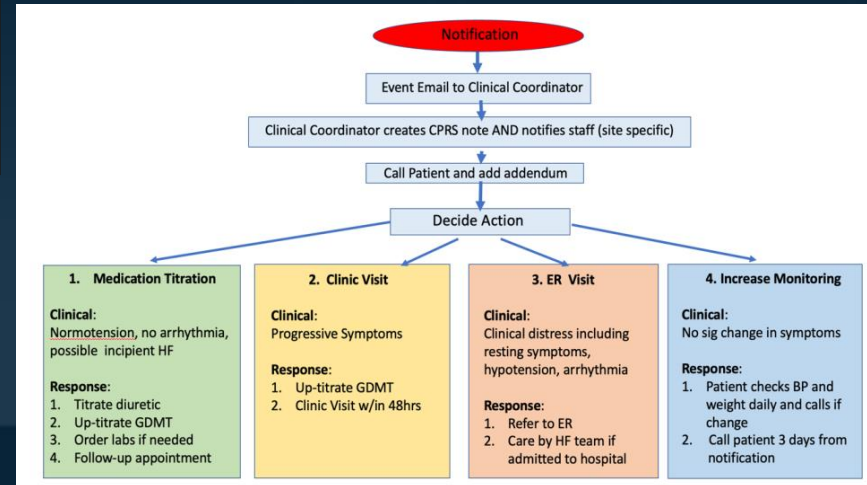 Notification
Event Email to Clinical Coordinator
Clinical Coordinator creates CPRS note AND notifies staff (site specific)
Call Patient and add addendum
Decide Action
1. Medication Titration
Clinical:
Normotension, no arrhythmia,
possible incipient HF
Response:
1. Titrate diuretic
2. Up-titrate GDMT
3. Order labs if needed
4. Follow-up appointment
2. Clinic Visit
Clinical:
Progressive Symptoms
Response:
1. Up-titrate GDMT
2. Clinic Visit w/in 48hrs
3. ER Visit
Clinical:
Clinical distress including
resting symptoms,
hypotension, arrhythmia
Response:
1. Refer to ER
2. Care by HF team if
admitted to hospital
4. Increase Monitoring
Clinical:
No sig change in symptoms
Response:
1. Patient checks BP and
weight daily and calls if
change
2. Call patient 3 days from
notification